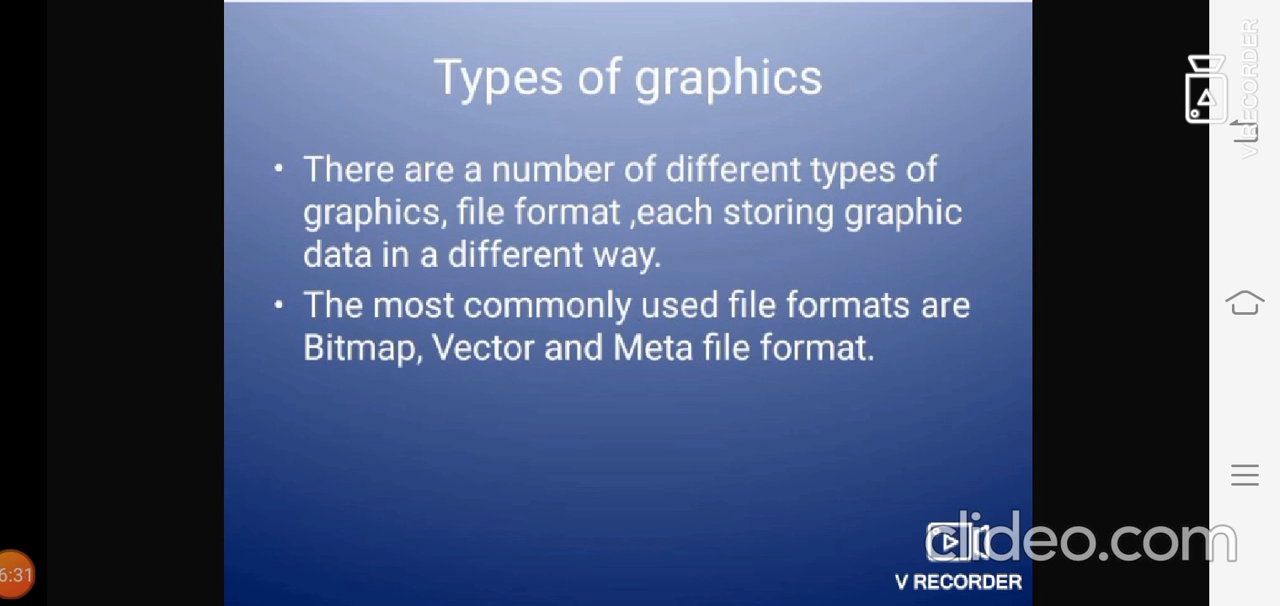 Types of graphics
• There are a number of different types of
graphics, file format ,each storing graphic
data in a different way.
• The most commonly used file formats are
Bitmap, Vector and Meta file format.
clideo.com
V RECORDER
V RECORDER
6:31